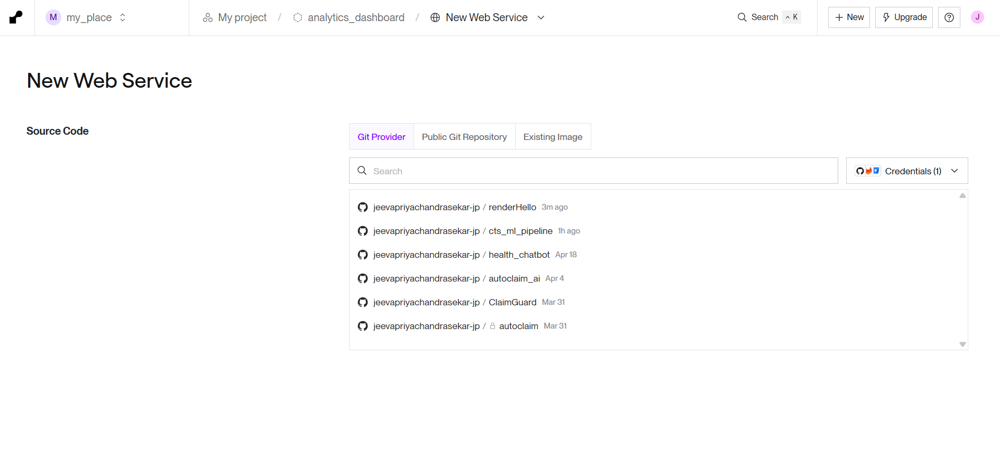 M my_place My project / analytics_dashboard / New Web Service Search ^ K + New Upgrade J
New Web Service
Source Code
Git Provider Public Git Repository Existing Image
Search Credentials (1)
jeevapriyachandrasekar-jp / renderHello 3m ago
jeevapriyachandrasekar-jp / cts_ml_pipeline 1h ago
jeevapriyachandrasekar-jp / health_chatbot Apr 18
jeevapriyachandrasekar-jp / autoclaim_ai Apr 4
jeevapriyachandrasekar-jp / ClaimGuard Mar 31
jeevapriyachandrasekar-jp / autoclaim Mar 31